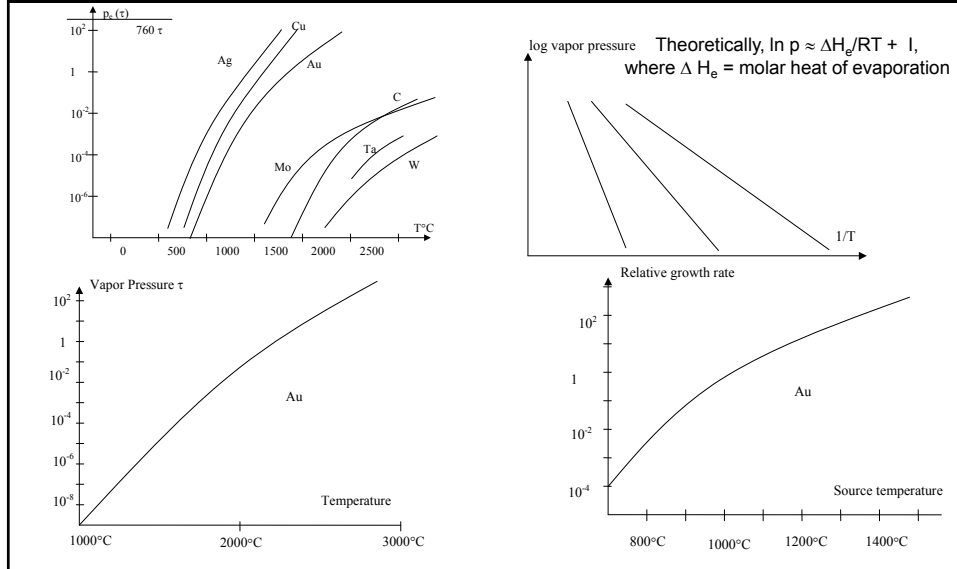 pₑ (τ)
760 τ
10²
1
10⁻²
10⁻⁴
10⁻⁶
Ag
Cu
Au
C
Mo
Ta
W
T°C
0 500 1000 1500 2000 2500
log vapor pressure
Theoretically, ln p ≈ ΔHₑ/RT + I,
where Δ Hₑ = molar heat of evaporation
1/T
Vapor Pressure τ
10²
1
10⁻²
10⁻⁴
10⁻⁶
10⁻⁸
Au
Temperature
1000°C 2000°C 3000°C
Relative growth rate
10²
1
10⁻²
10⁻⁴
Au
Source temperature
800°C 1000°C 1200°C 1400°C